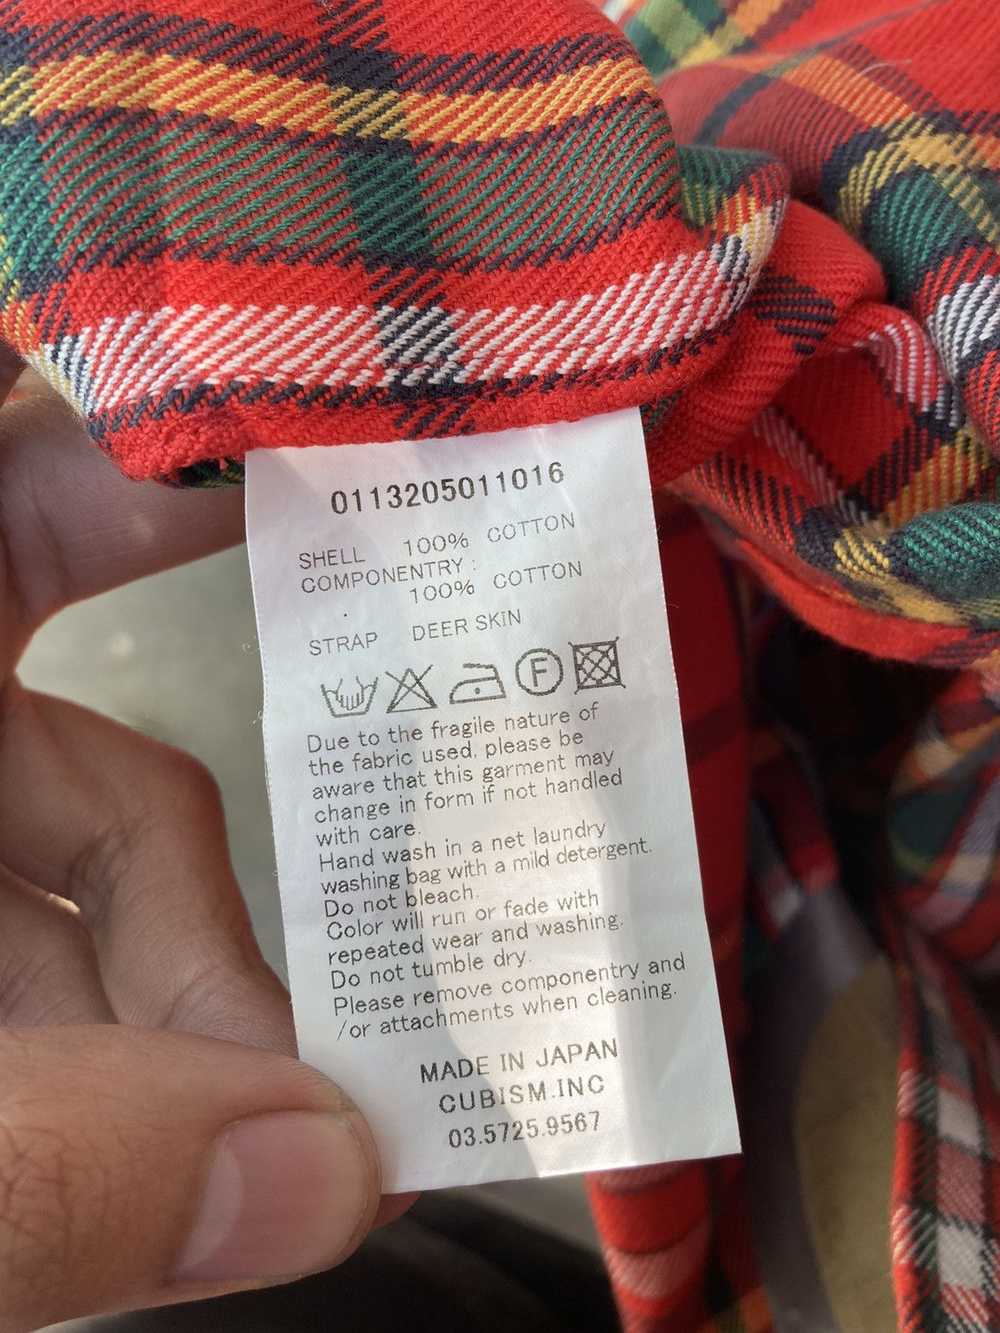 0113205011016
SHELL 100% COTTON
COMPONENTRY :
100% COTTON
STRAP DEER SKIN
F
Due to the fragile nature of
the fabric used, please be
aware that this garment may
change in form if not handled
with care.
Hand wash in a net laundry
washing bag with a mild detergent.
Do not bleach.
Color will run or fade with
repeated wear and washing.
Do not tumble dry.
Please remove componentry and
/or attachments when cleaning.
MADE IN JAPAN
CUBISM.INC
03.5725.9567